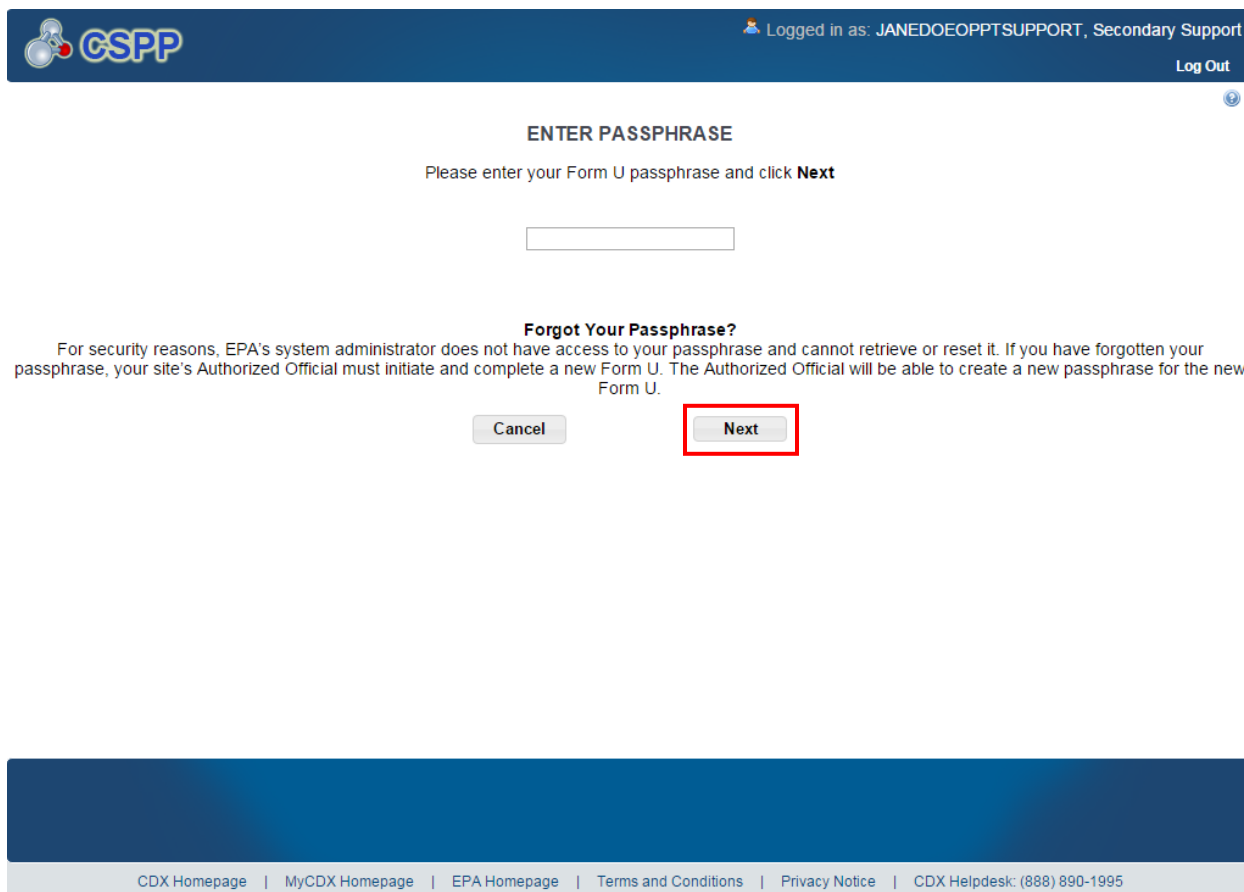 CSPP
Logged in as: JANEDOEOPPTSUPPORT, Secondary Support
Log Out
?
ENTER PASSPHRASE
Please enter your Form U passphrase and click Next
Forgot Your Passphrase?
For security reasons, EPA's system administrator does not have access to your passphrase and cannot retrieve or reset it. If you have forgotten your
passphrase, your site's Authorized Official must initiate and complete a new Form U. The Authorized Official will be able to create a new passphrase for the new
Form U.
Cancel Next
CDX Homepage | MyCDX Homepage | EPA Homepage | Terms and Conditions | Privacy Notice | CDX Helpdesk: (888) 890-1995